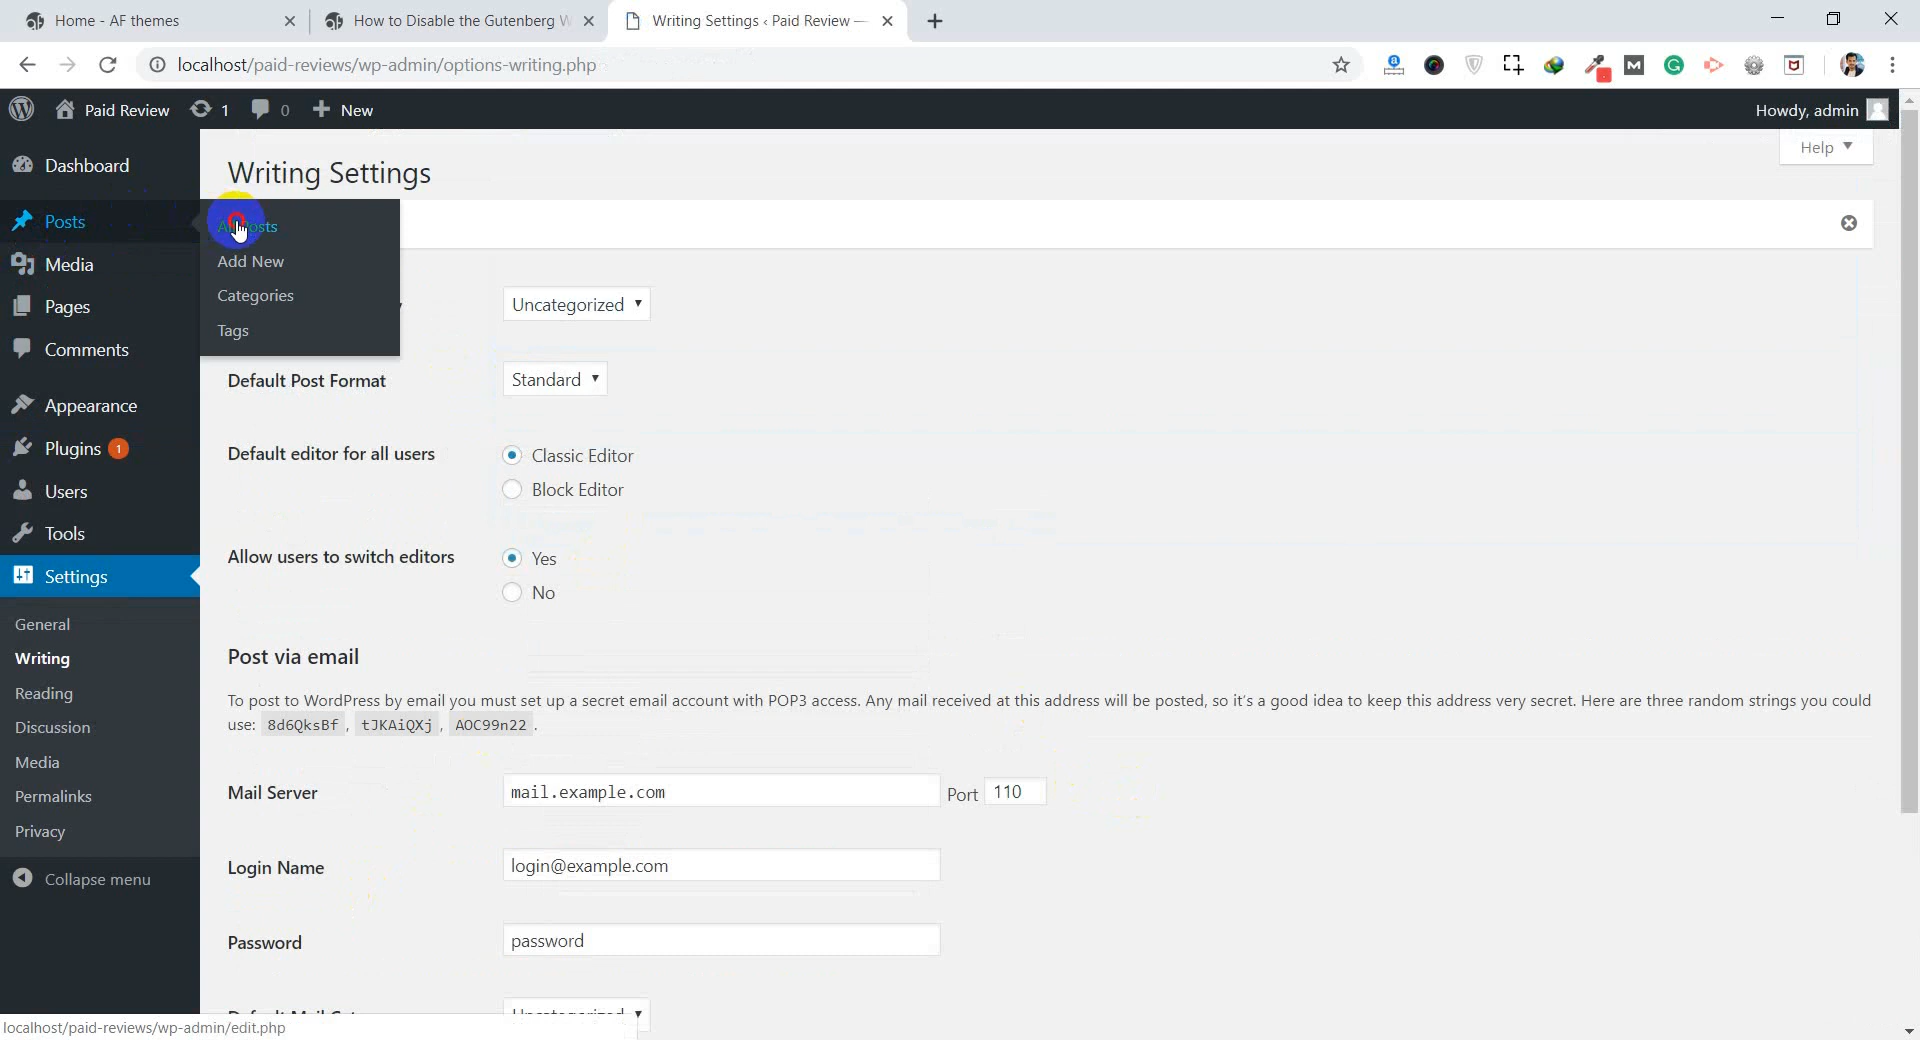 Home - AF themes
How to Disable the Gutenberg W
Writing Settings ‹ Paid Review —
localhost/paid-reviews/wp-admin/options-writing.php
Paid Review
1
0
New
Howdy, admin
Help
Dashboard
Posts
Media
Pages
Comments
Appearance
Plugins 1
Users
Tools
Settings
General
Writing
Reading
Discussion
Media
Permalinks
Privacy
Collapse menu
All Posts
Add New
Categories
Tags
Writing Settings
Uncategorized
Default Post Format
Standard
Default editor for all users
Classic Editor
Block Editor
Allow users to switch editors
Yes
No
Post via email
To post to WordPress by email you must set up a secret email account with POP3 access. Any mail received at this address will be posted, so it's a good idea to keep this address very secret. Here are three random strings you could
use: 8d6QksBf , tJKAiQXj , AOC99n22 .
Mail Server
mail.example.com
Port 110
Login Name
login@example.com
Password
password
localhost/paid-reviews/wp-admin/edit.php